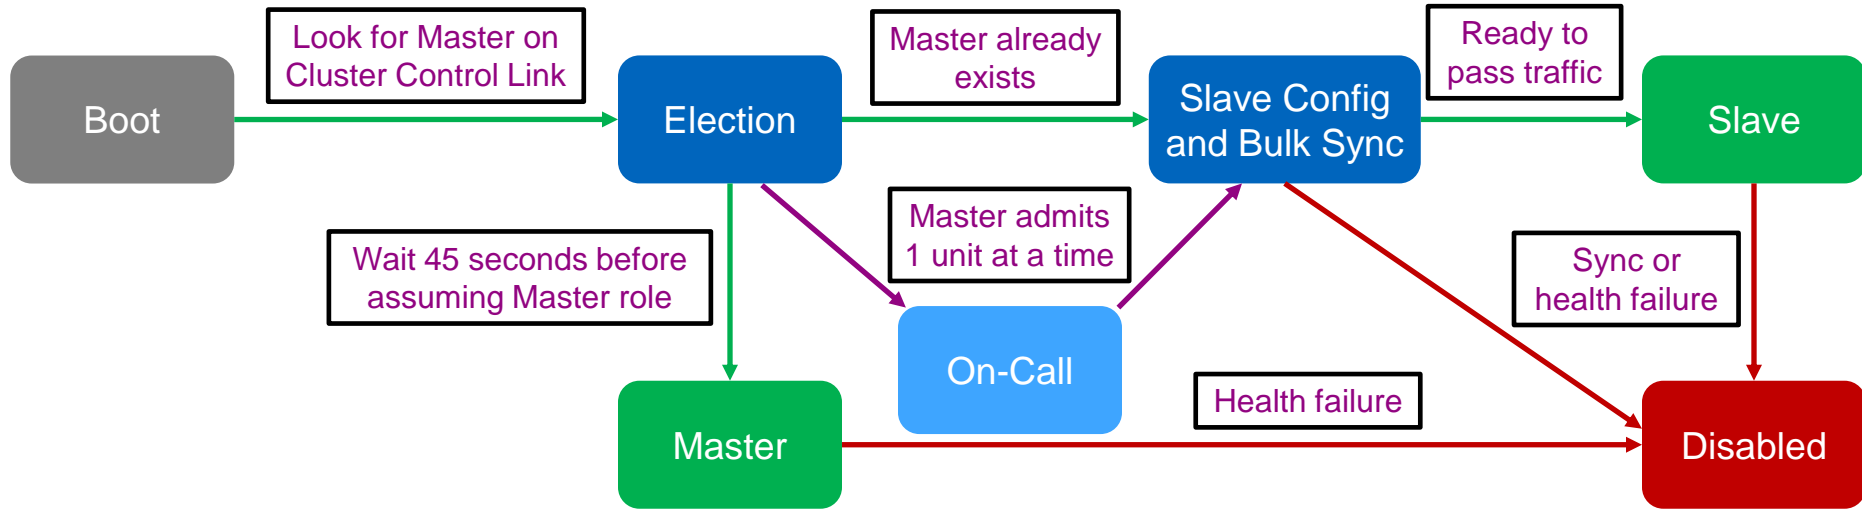 Look for Master on
Cluster Control Link
Master already
exists
Ready to
pass traffic
Boot
Election
Slave Config
and Bulk Sync
Slave
Wait 45 seconds before
assuming Master role
Master admits
1 unit at a time
Sync or
health failure
On-Call
Health failure
Master
Disabled